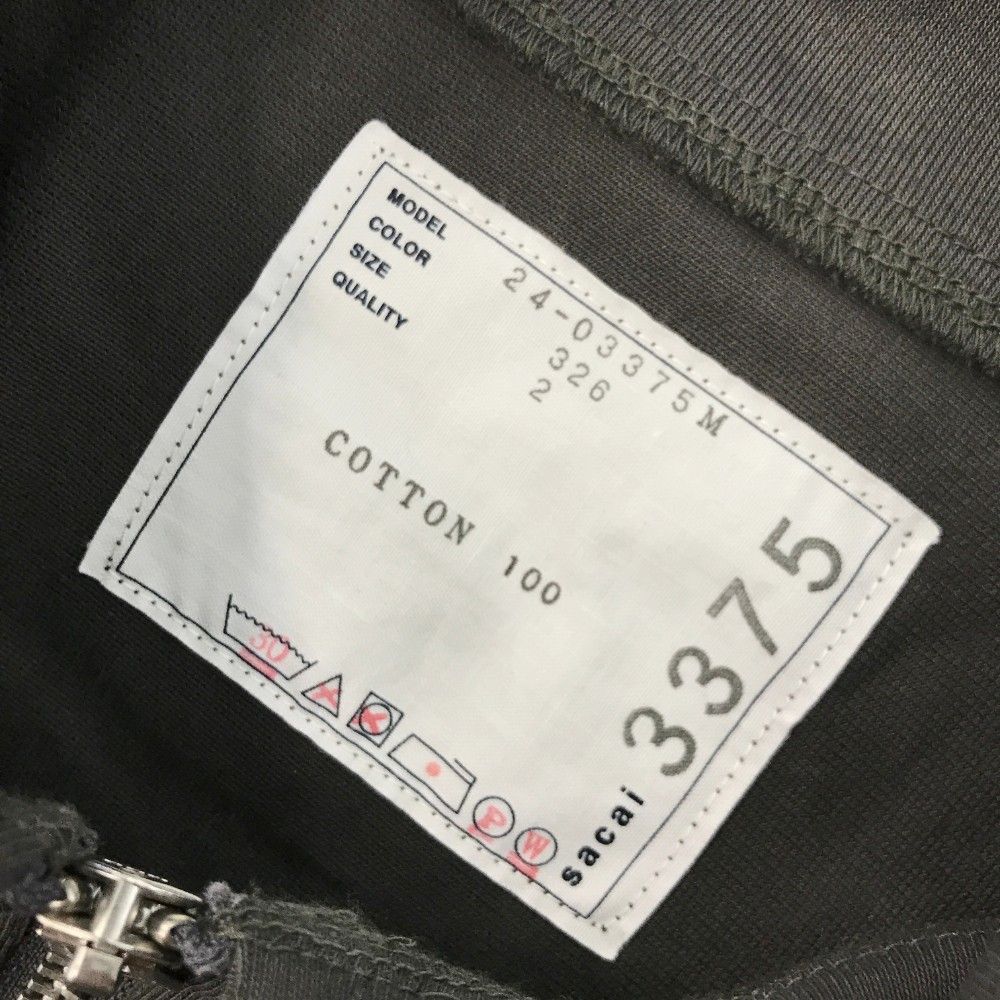 MODEL 24-03375M
COLOR 326
SIZE 2
QUALITY
COTTON 100
30
P
W
sacai 3375